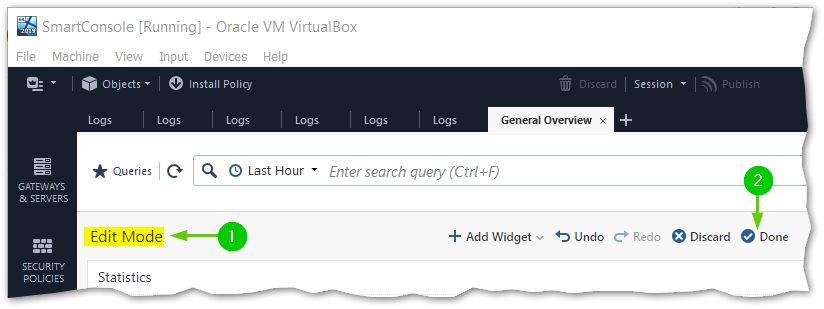 64
2019
SmartConsole [Running] - Oracle VM VirtualBox
File Machine View Input Devices Help
Objects Install Policy Discard Session Publish
Logs Logs Logs Logs Logs Logs General Overview × +
GATEWAYS
& SERVERS
Queries Last Hour Enter search query (Ctrl+F)
2
Edit Mode 1 Add Widget Undo Redo Discard Done
SECURITY
POLICIES
Statistics